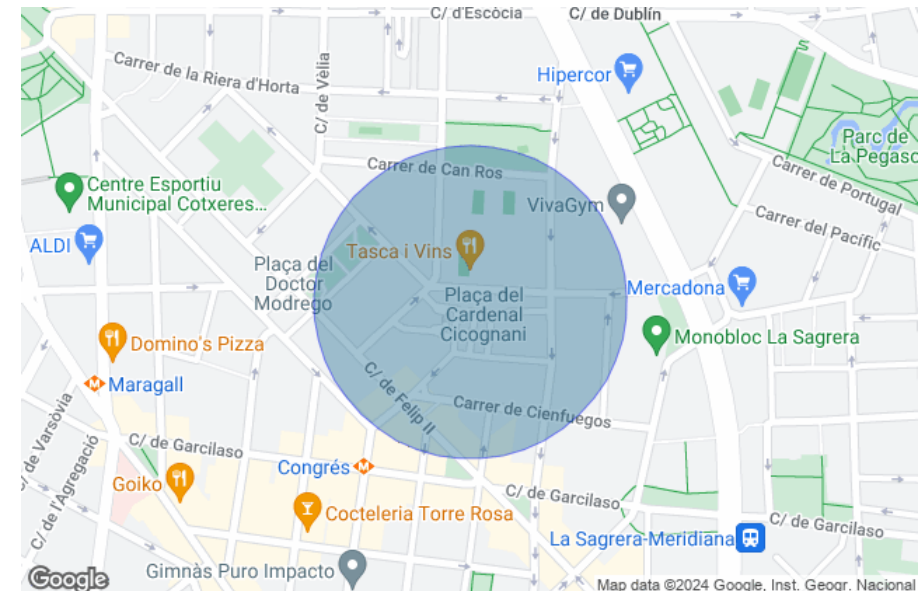 C/ d'Escòcia
C/ de Dublín
Carrer de la Riera d'Horta
C/ de Vèlia
Hipercor
Parc de
La Pegaso
Carrer de Can Ros
Carrer de Portugal
Centre Esportiu
Municipal Cotxeres...
VivaGym
Carrer del Pacífic
ALDI
Tasca i Vins
Plaça del
Doctor
Modrego
Plaça del
Cardenal
Cicognani
Mercadona
Domino's Pizza
Monobloc La Sagrera
Maragall
C/ de Felip II
Carrer de Cienfuegos
C/ de Varsòvia
C/ de l'Agregació
C/ de Garcilaso
Congrés
Goiko
C/ de Garcilaso
Cocteleria Torre Rosa
C/ de Garcilaso
La Sagrera-Meridiana
Gimnàs Puro Impacto
Google
Map data ©2024 Google, Inst. Geogr. Nacional